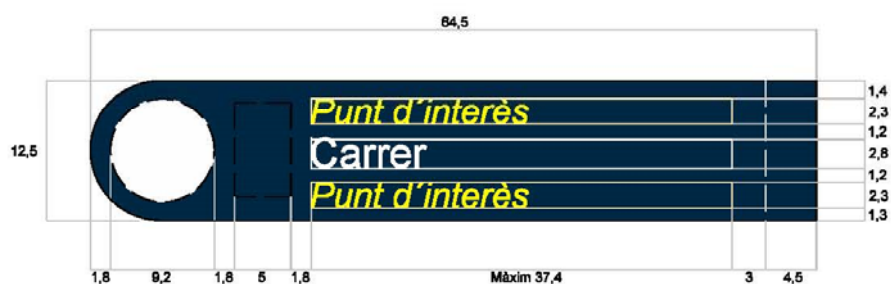 64,5
1,4
Punt d´interès
2,3
1,2
12,5
Carrer
2,8
1,2
Punt d´interès
2,3
1,3
1,8 9,2 1,8 5 1,8 Màxim 37,4 3 4,5